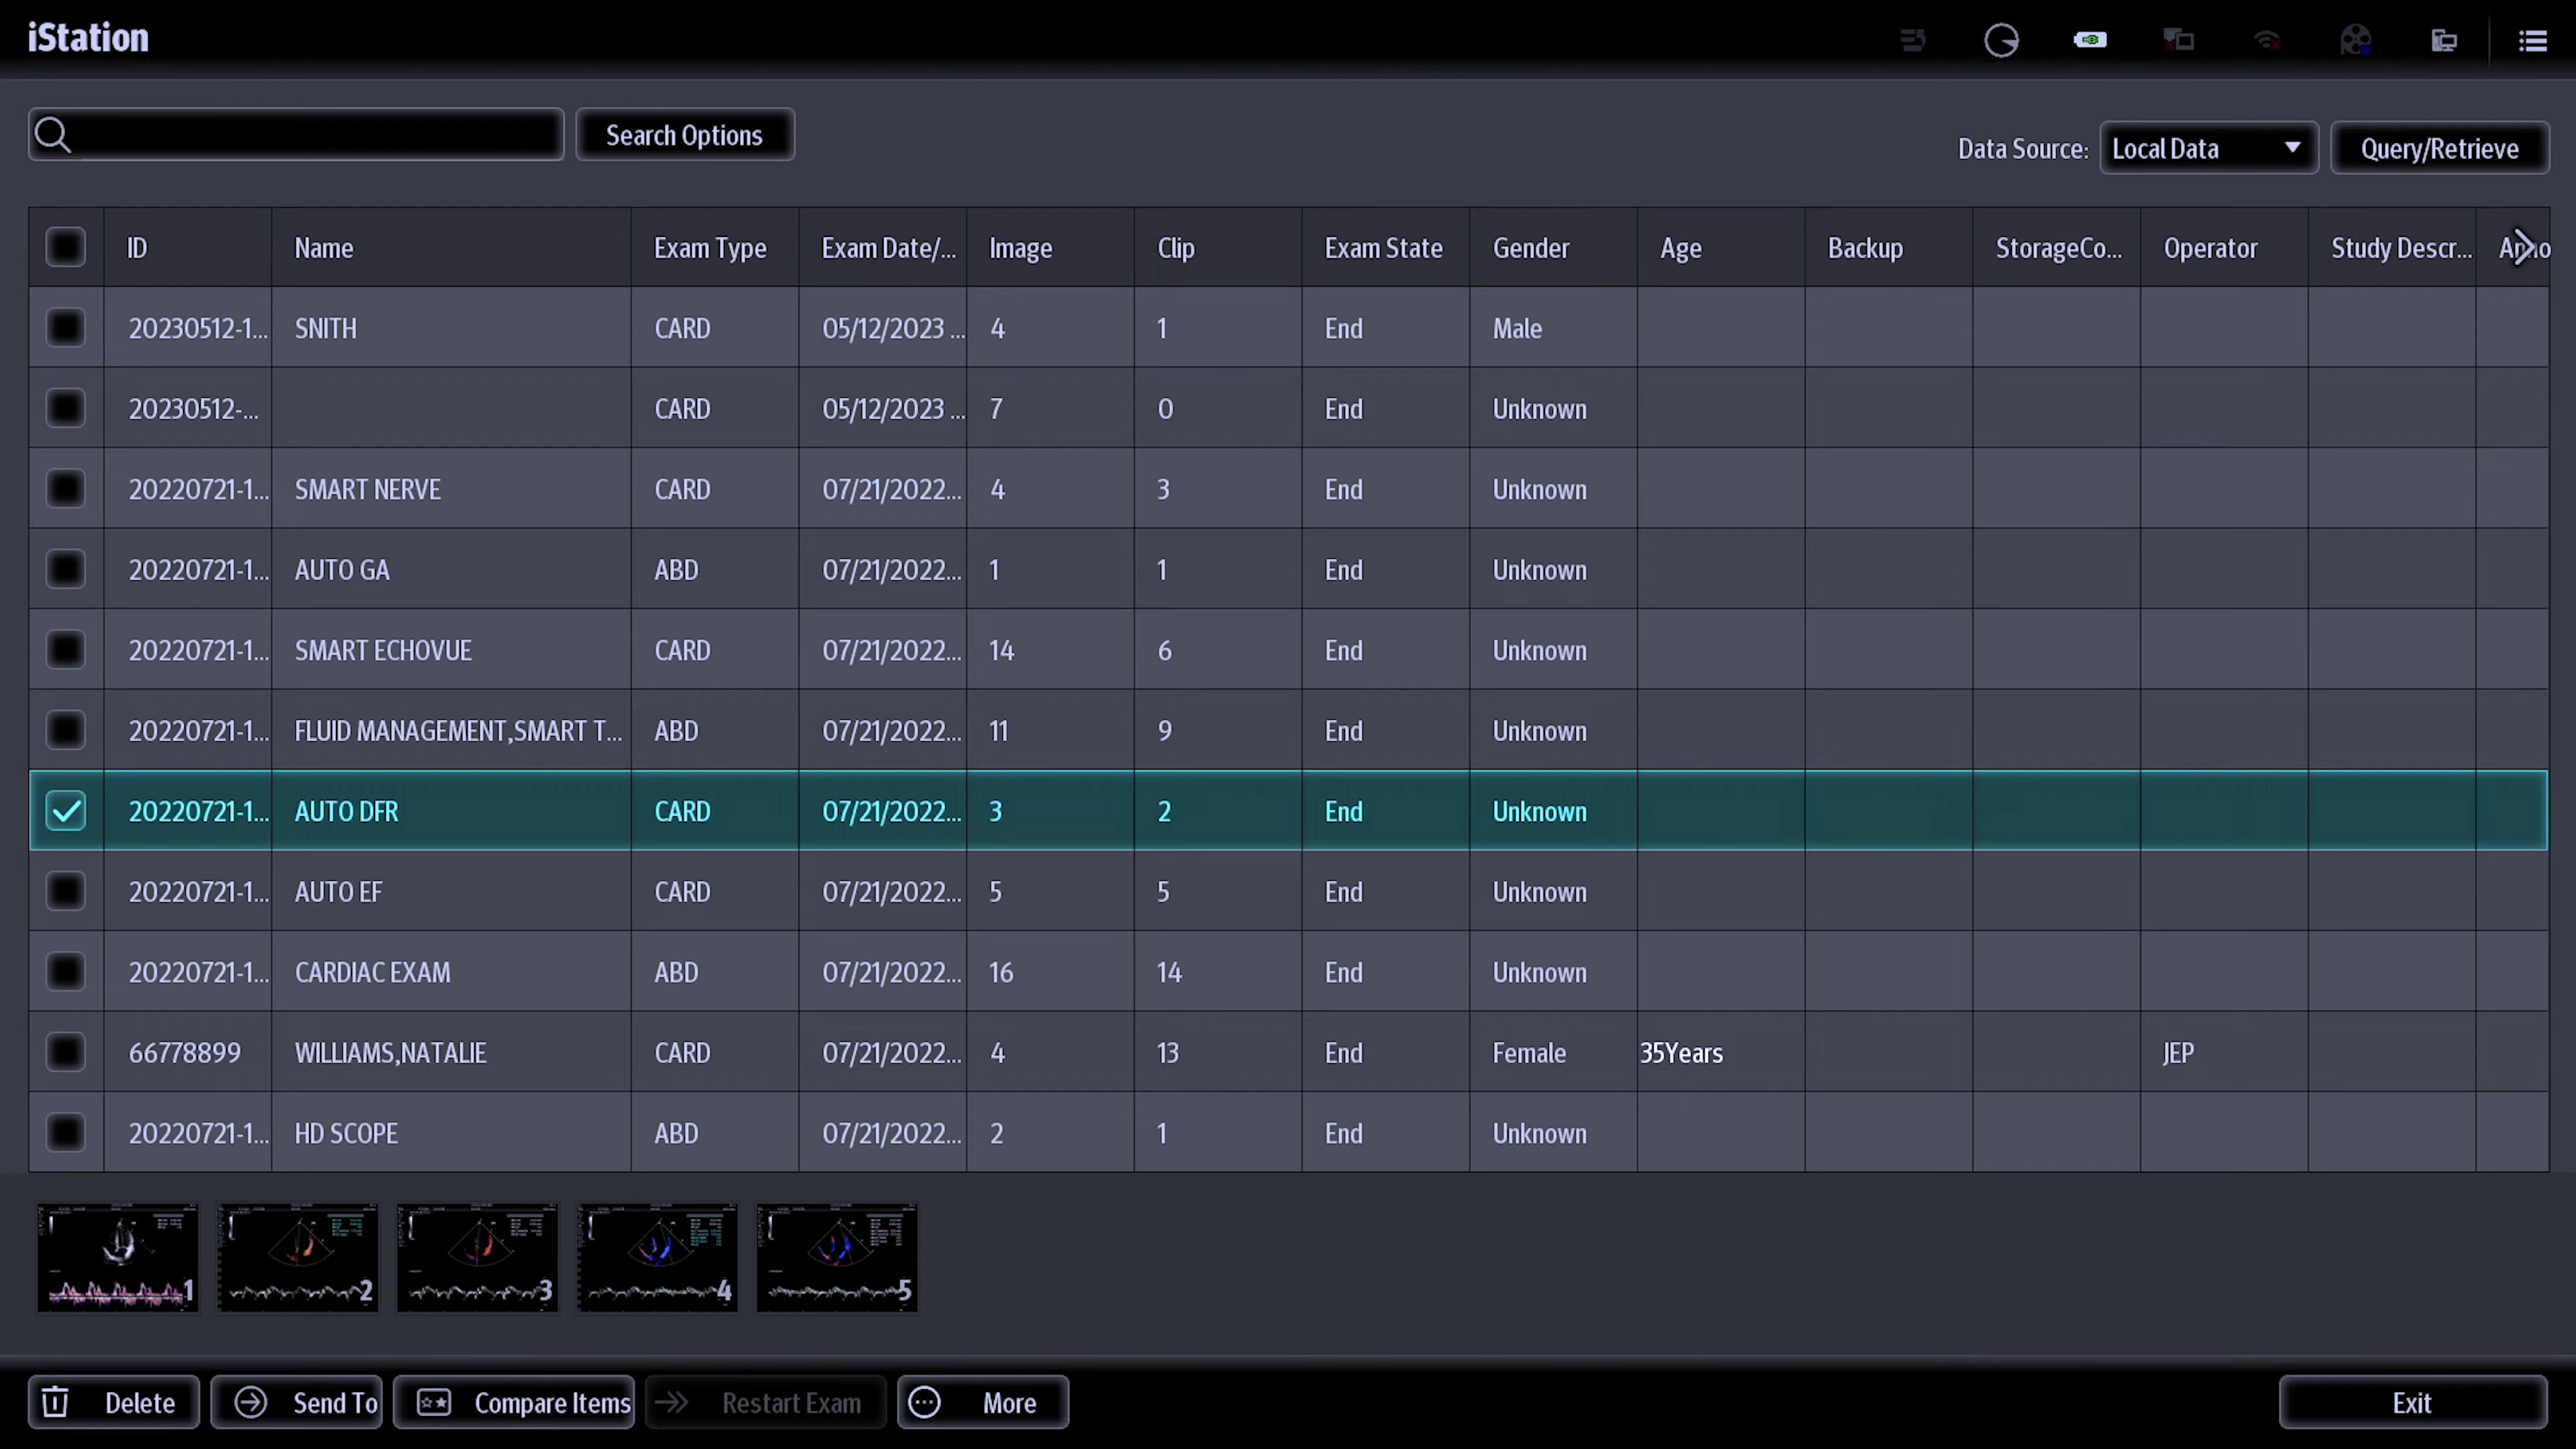 iStation
Search Options
Data Source: Local Data Query/Retrieve
ID Name Exam Type Exam Date/... Image Clip Exam State Gender Age Backup StorageCo... Operator Study Descr...
20230512-1... SNITH CARD 05/12/2023 ... 4 1 End Male
20230512-... CARD 05/12/2023 ... 7 0 End Unknown
20220721-1... SMART NERVE CARD 07/21/2022... 4 3 End Unknown
20220721-1... AUTO GA ABD 07/21/2022... 1 1 End Unknown
20220721-1... SMART ECHOVUE CARD 07/21/2022... 14 6 End Unknown
20220721-1... FLUID MANAGEMENT,SMART T... ABD 07/21/2022... 11 9 End Unknown
20220721-1... AUTO DFR CARD 07/21/2022... 3 2 End Unknown
20220721-1... AUTO EF CARD 07/21/2022... 5 5 End Unknown
20220721-1... CARDIAC EXAM ABD 07/21/2022... 16 14 End Unknown
66778899 WILLIAMS,NATALIE CARD 07/21/2022... 4 13 End Female 35Years JEP
20220721-1... HD SCOPE ABD 07/21/2022... 2 1 End Unknown
1 2 3 4 5
Delete Send To Compare Items Restart Exam More Exit